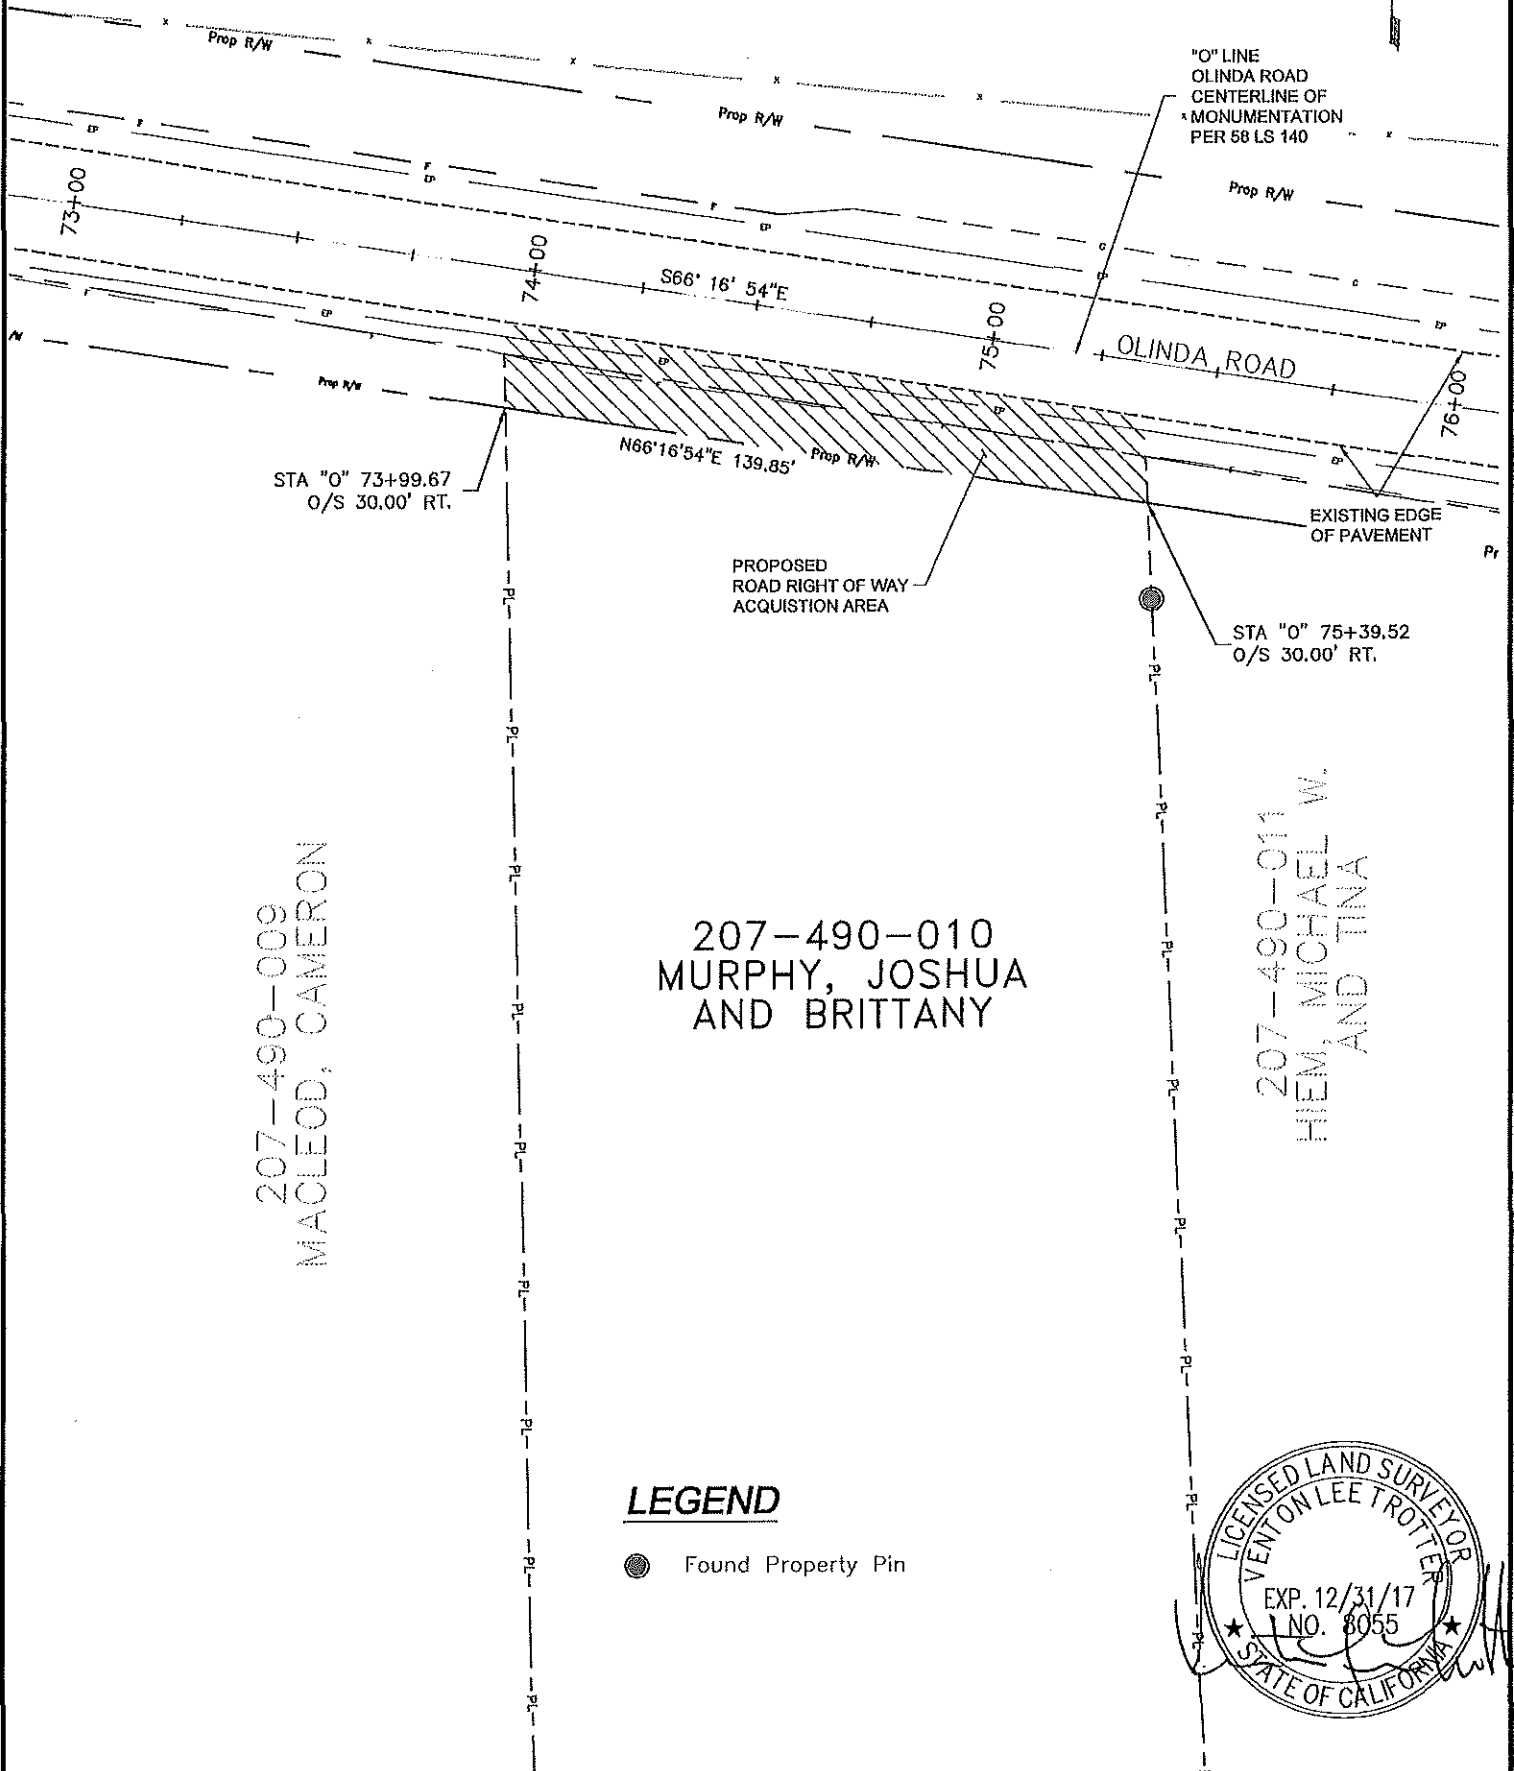 Prop R/W
"O" LINE
OLINDA ROAD
CENTERLINE OF
MONUMENTATION
PER 58 LS 140
Prop R/W
Prop R/W
73+00
74+00
S66° 16' 54"E
75+00
OLINDA ROAD
76+00
Prop R/W
N66°16'54"E 139.85'
Prop R/W
STA "O" 73+99.67
O/S 30.00' RT.
EXISTING EDGE
OF PAVEMENT
Pr
PROPOSED
ROAD RIGHT OF WAY
ACQUISTION AREA
STA "O" 75+39.52
O/S 30.00' RT.
207-490-009
MACLEOD, CAMERON
207-490-010
MURPHY, JOSHUA
AND BRITTANY
207-490-011
HIEM, MICHAEL W.
AND TINA
LEGEND
Found Property Pin
LICENSED LAND SURVEYOR
VENTON LEE TROTTER
EXP. 12/31/17
NO. 8055
STATE OF CALIFORNIA